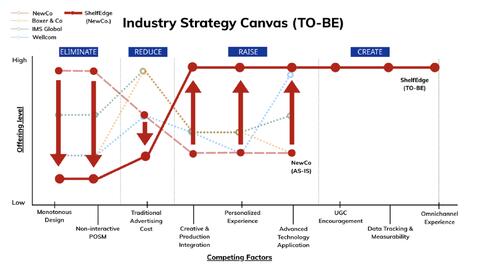 NewCo
Boxer & Co
IMS Global
Wellcom
ShelfEdge
(NewCo.)
Industry Strategy Canvas (TO-BE)
ELIMINATE
REDUCE
RAISE
CREATE
High
Offering level
Low
ShelfEdge
(TO-BE)
NewCo
(AS-IS)
Monotonous
Design
Non-interactive
POSM
Traditional
Advertising
Cost
Creative &
Production
Integration
Personalized
Experience
Advanced
Technology
Application
UGC
Encouragement
Data Tracking &
Measurability
Omnichannel
Experience
Competing Factors